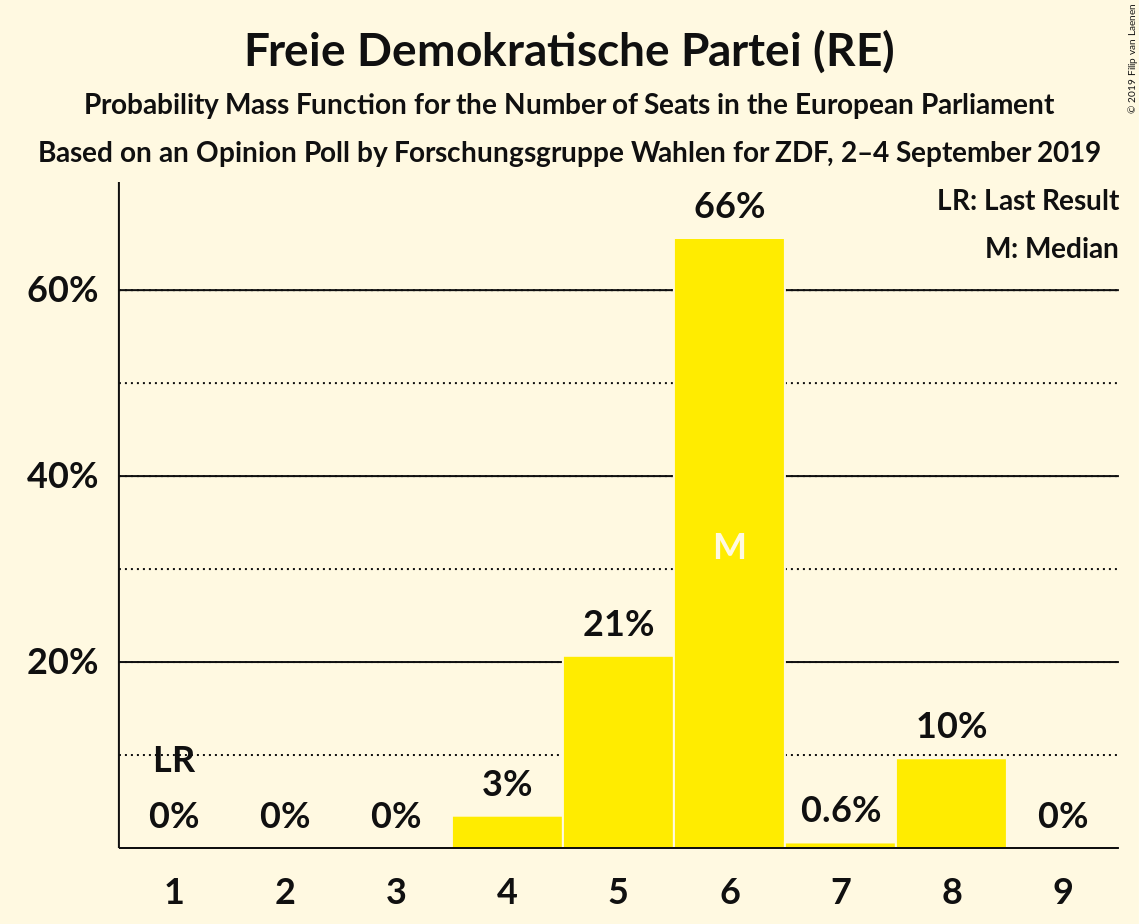 Freie Demokratische Partei (RE)
Probability Mass Function for the Number of Seats in the European Parliament
Based on an Opinion Poll by Forschungsgruppe Wahlen for ZDF, 2–4 September 2019
© 2019 Filip van Laenen
LR: Last Result
M: Median
66%
60%
40%
M
21%
20%
10%
LR
3%
0% 0% 0% 0.6% 0%
1 2 3 4 5 6 7 8 9